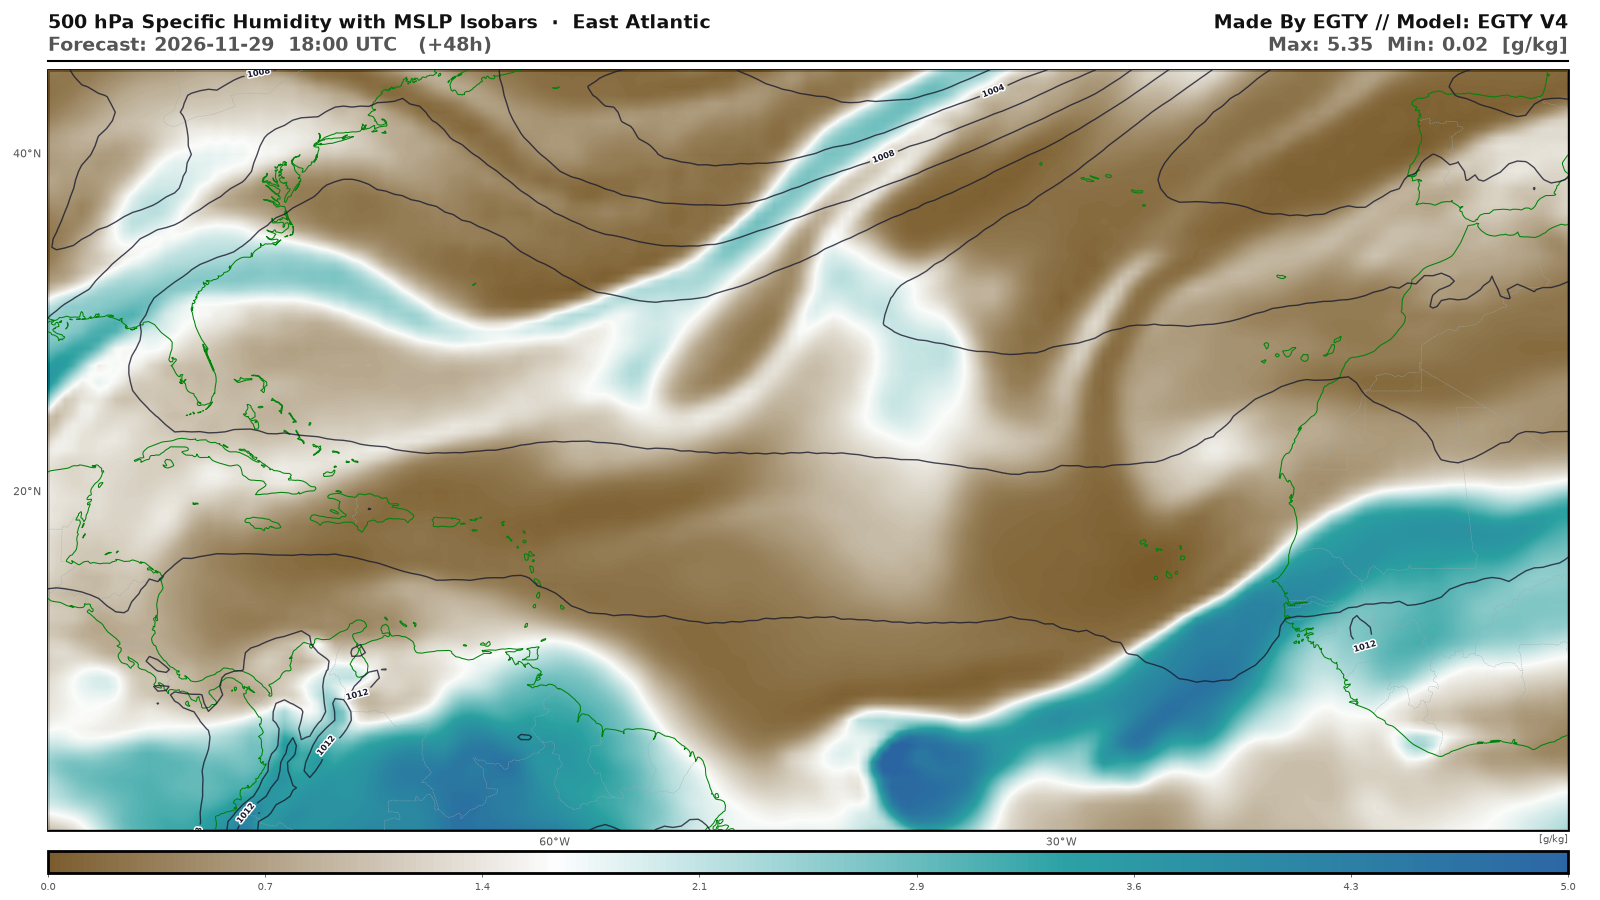 500 hPa Specific Humidity with MSLP Isobars · East Atlantic
Made By EGTY // Model: EGTY V4
Forecast: 2026-11-29 18:00 UTC (+48h)
Max: 5.35 Min: 0.02 [g/kg]
1008
1004
40°N
1008
20°N
1012
1012
1012
1012
60°W
30°W
[g/kg]
0.0
0.7
1.4
2.1
2.9
3.6
4.3
5.0